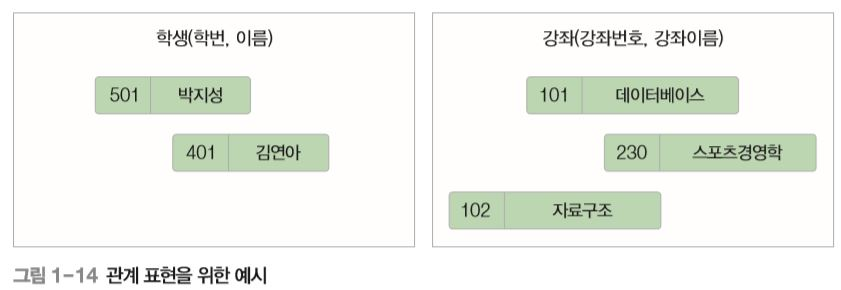 학생(학번, 이름)
501 박지성
401 김연아
강좌(강좌번호, 강좌이름)
101 데이터베이스
230 스포츠경영학
102 자료구조
그림 1-14 관계 표현을 위한 예시